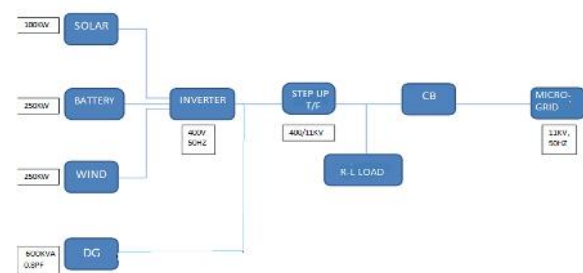 100KW
SOLAR
250KW
BATTERY
INVERTER
400V
50HZ
STEP UP
T/F
400/11KV
CB
MICRO-
GRID
11KV,
50HZ
R-L LOAD
250KW
WIND
DG
600KVA
0.8PF